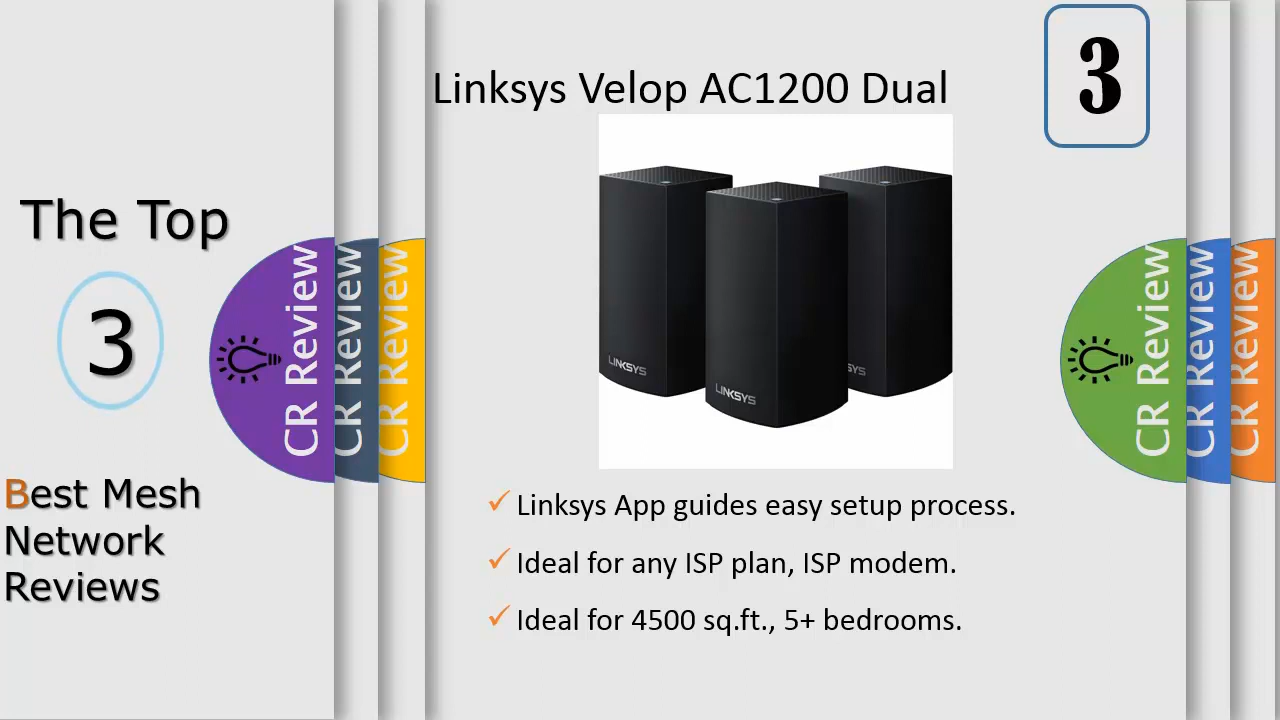 The Top
3
Best Mesh
Network
Reviews
CR Review
CR Review
CR Review
Linksys Velop AC1200 Dual
3
LINKSYS
LINKSYS
SYS
Linksys App guides easy setup process.
Ideal for any ISP plan, ISP modem.
Ideal for 4500 sq.ft., 5+ bedrooms.
CR Review
CR Review
CR Review